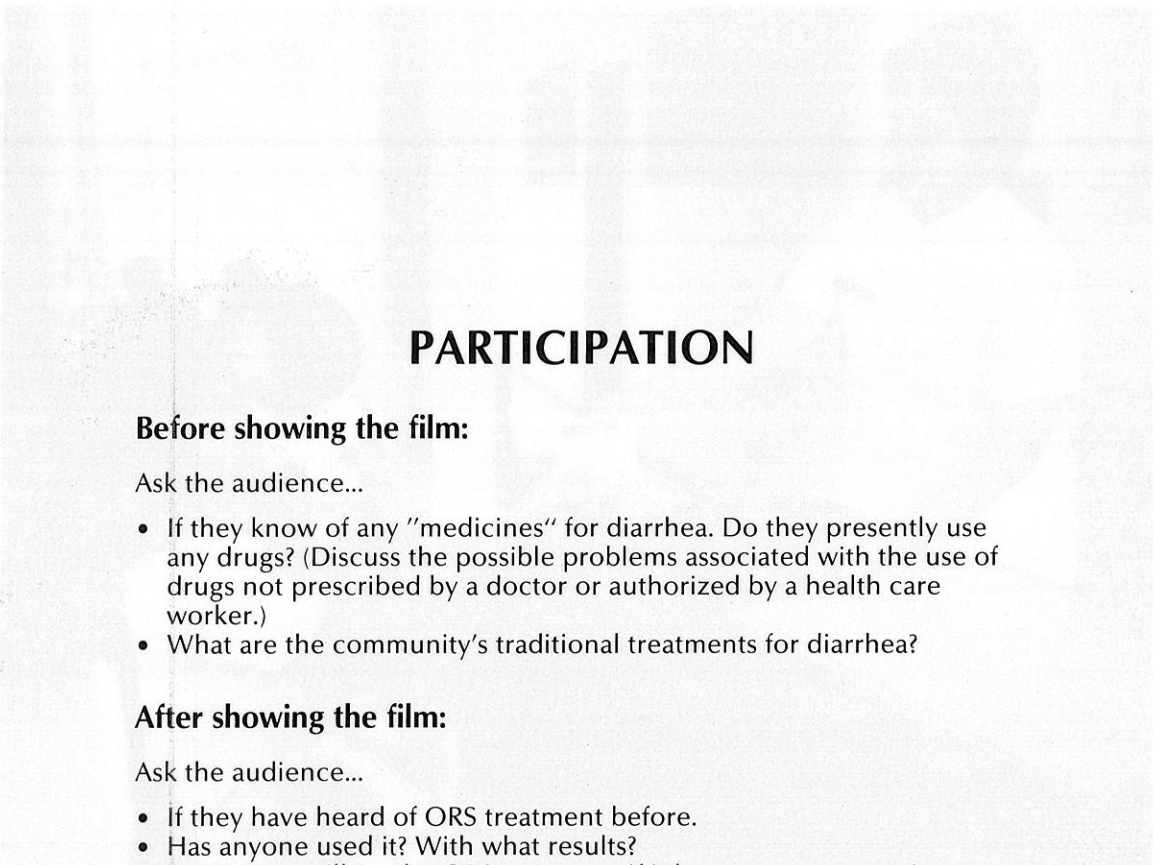 PARTICIPATION
Before showing the film:
Ask the audience...
• If they know of any "medicines" for diarrhea. Do they presently use
any drugs? (Discuss the possible problems associated with the use of
drugs not prescribed by a doctor or authorized by a health care
worker.)
• What are the community's traditional treatments for diarrhea?
After showing the film:
Ask the audience...
• If they have heard of ORS treatment before.
• Has anyone used it? With what results?